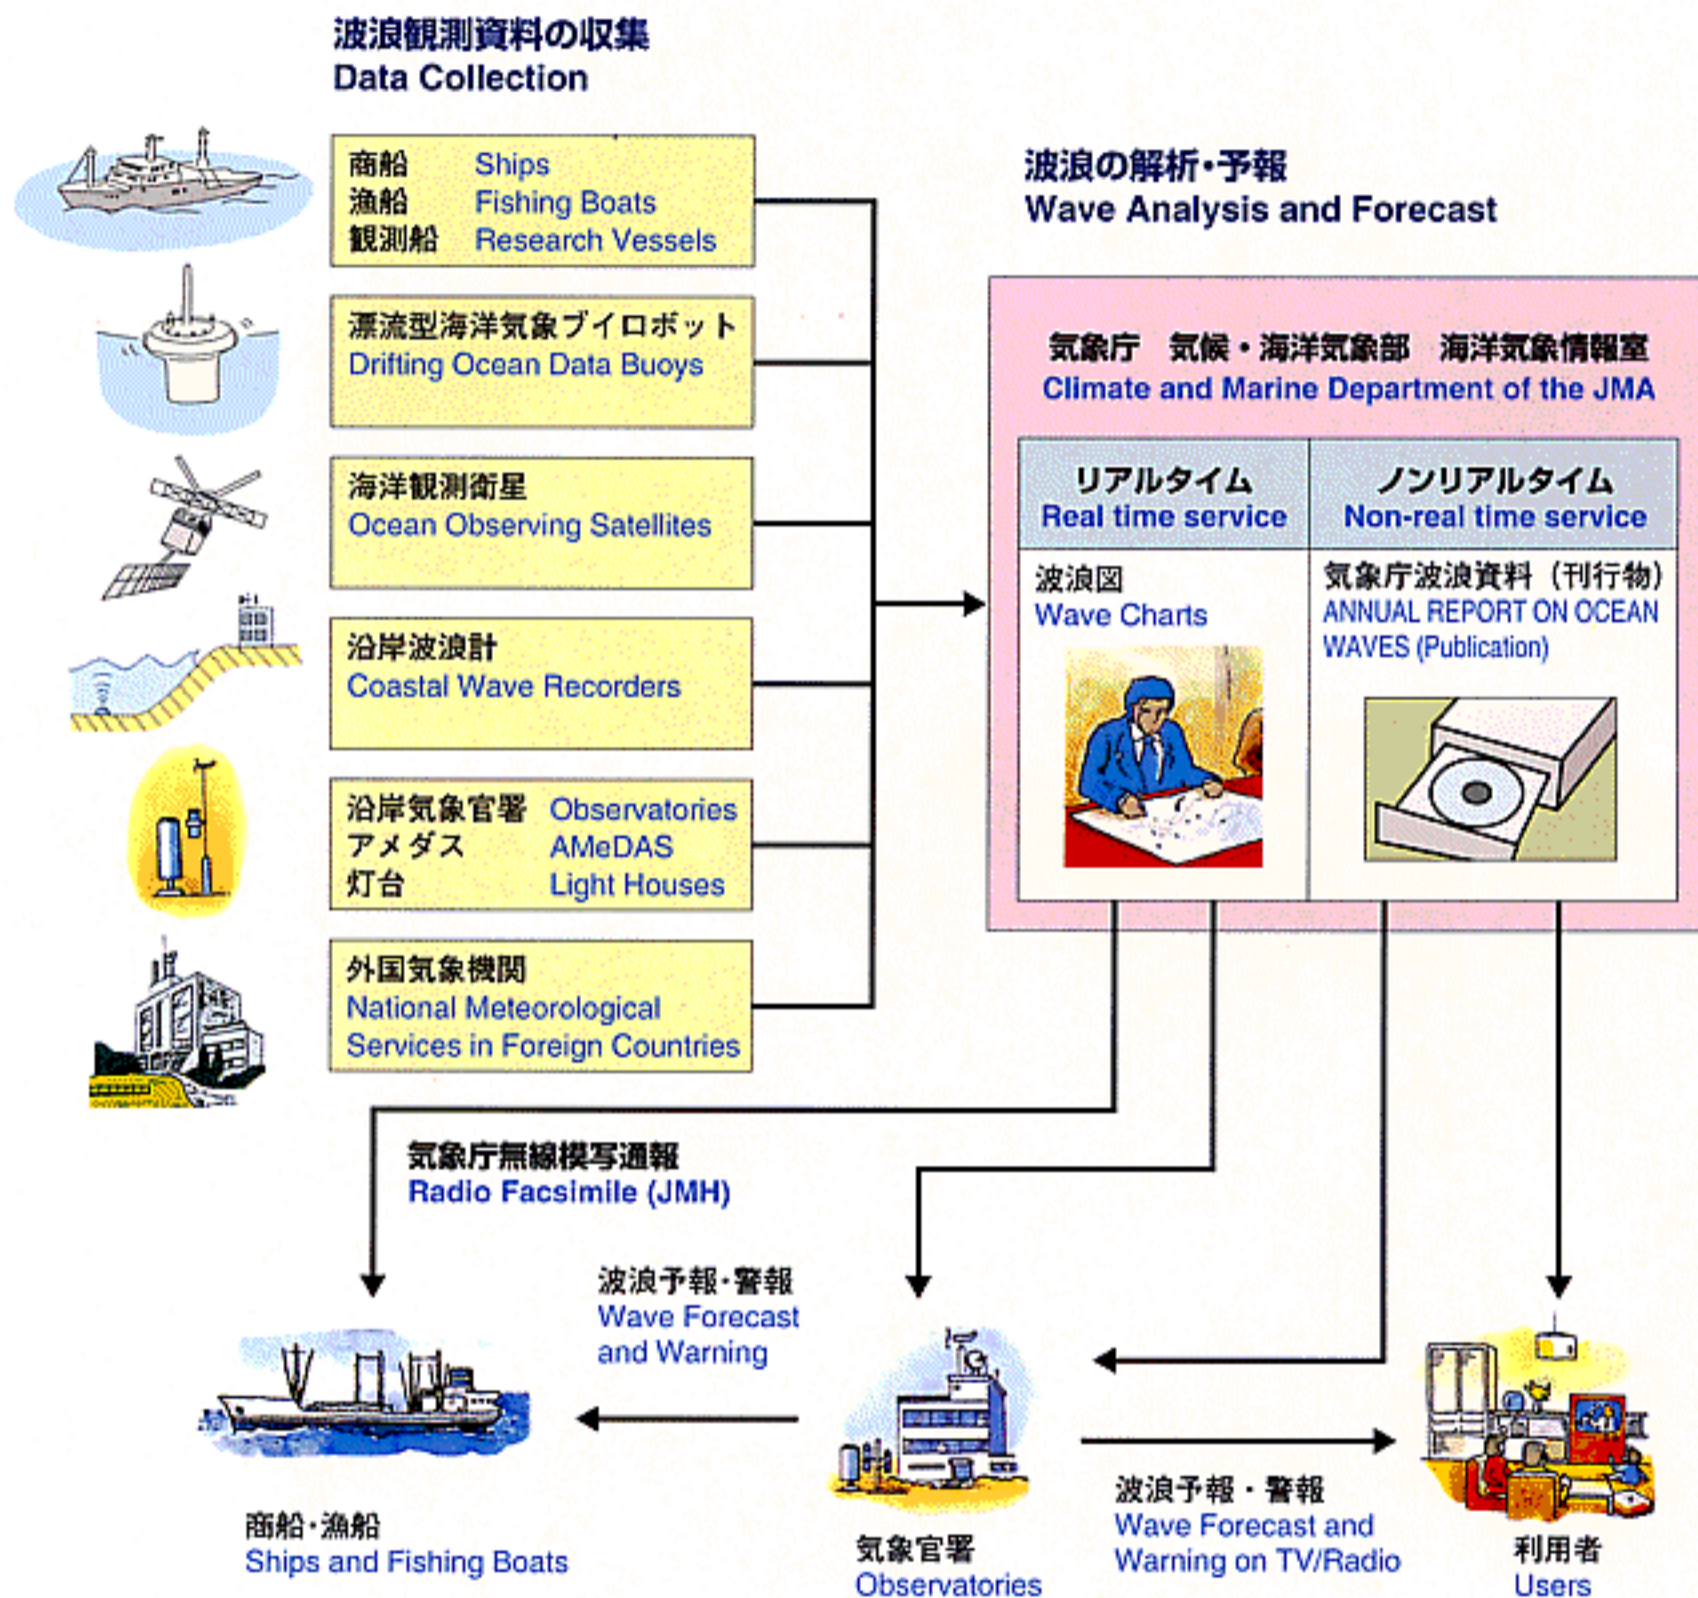 波浪観測資料の収集
Data Collection
商船 Ships
漁船 Fishing Boats
観測船 Research Vessels
漂流型海洋気象ブイロボット
Drifting Ocean Data Buoys
海洋観測衛星
Ocean Observing Satellites
沿岸波浪計
Coastal Wave Recorders
沿岸気象官署 Observatories
アメダス AMeDAS
灯台 Light Houses
外国気象機関
National Meteorological
Services in Foreign Countries
波浪の解析・予報
Wave Analysis and Forecast
気象庁 気候・海洋気象部 海洋気象情報室
Climate and Marine Department of the JMA
リアルタイム
Real time service
波浪図
Wave Charts
ノンリアルタイム
Non-real time service
気象庁波浪資料（刊行物）
ANNUAL REPORT ON OCEAN
WAVES (Publication)
気象庁無線模写通報
Radio Facsimile (JMH)
波浪予報・警報
Wave Forecast
and Warning
商船・漁船
Ships and Fishing Boats
気象官署
Observatories
波浪予報・警報
Wave Forecast and
Warning on TV/Radio
利用者
Users